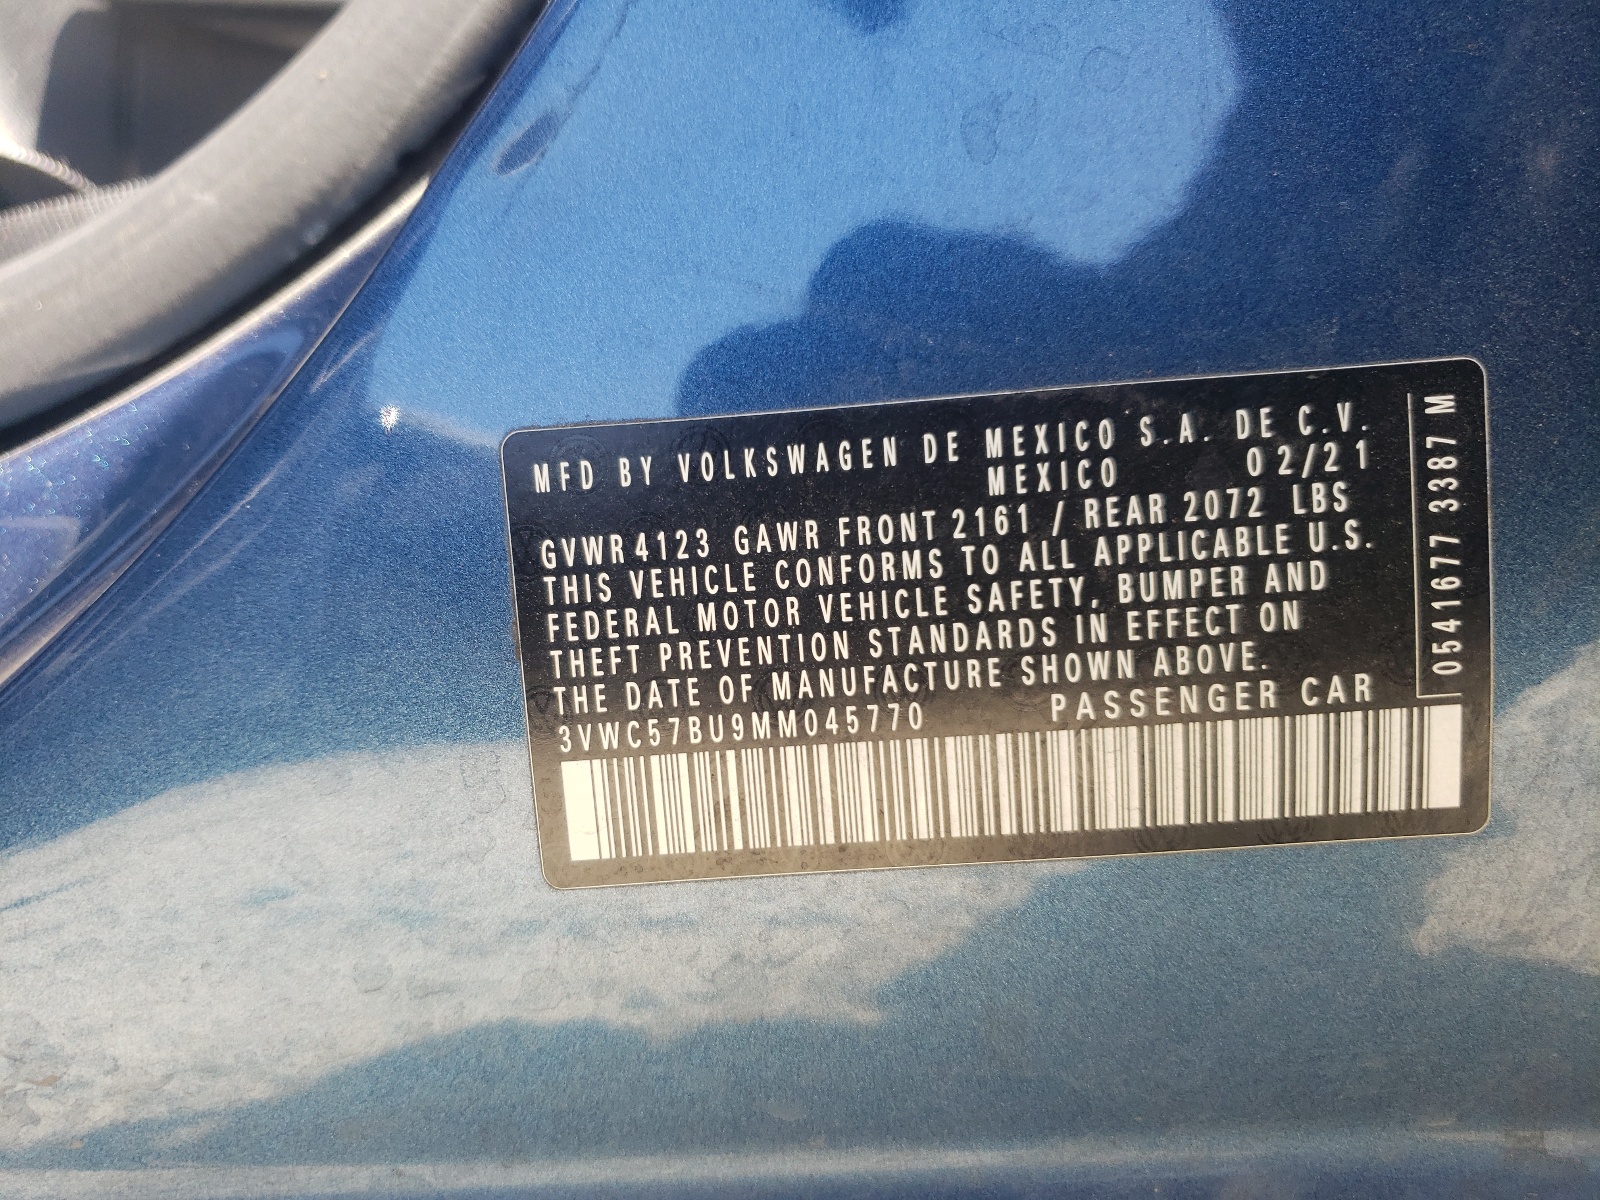 MFD BY VOLKSWAGEN DE MEXICO S.A. DE C.V.
MEXICO 02/21
GVWR 4123 GAWR FRONT 2161 / REAR 2072 LBS
THIS VEHICLE CONFORMS TO ALL APPLICABLE U.S.
FEDERAL MOTOR VEHICLE SAFETY, BUMPER AND
THEFT PREVENTION STANDARDS IN EFFECT ON
THE DATE OF MANUFACTURE SHOWN ABOVE.
3VWC57BU9MM045770 PASSENGER CAR
0541677 3387 M